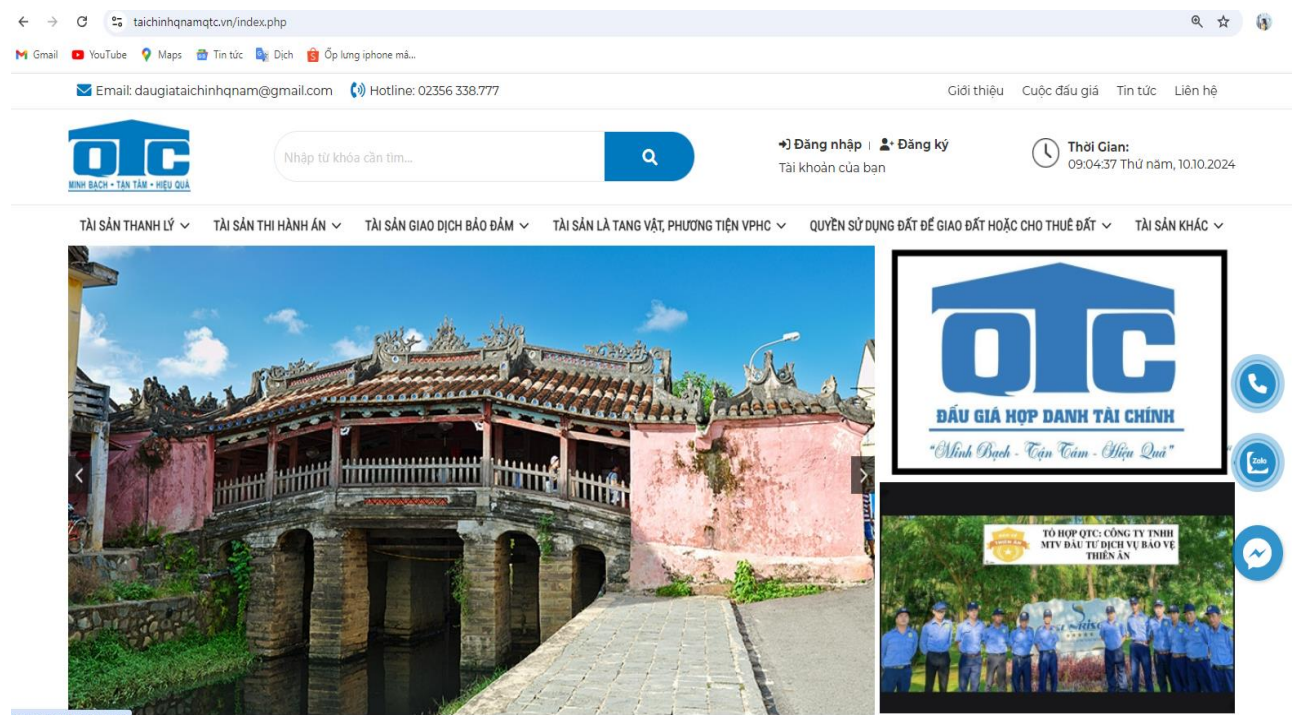 taichinhqnamqtc.vn/index.php
Gmail YouTube Maps Tin tức Dịch Ốp lưng iphone mà...
Email: daugiataichinhqnam@gmail.com Hotline: 02356 338.777 Giới thiệu Cuộc đấu giá Tin tức Liên hệ
QTC
MINH BẠCH • TẬN TÂM • HIỆU QUẢ
Nhập từ khóa cần tìm...
Đăng nhập | Đăng ký
Tài khoản của bạn
Thời Gian:
09:04:37 Thứ năm, 10.10.2024
TÀI SẢN THANH LÝ TÀI SẢN THI HÀNH ÁN TÀI SẢN GIAO DỊCH BẢO ĐẢM TÀI SẢN LÀ TANG VẬT, PHƯƠNG TIỆN VPHC QUYỀN SỬ DỤNG ĐẤT ĐỂ GIAO ĐẤT HOẶC CHO THUÊ ĐẤT TÀI SẢN KHÁC
QTC
ĐẤU GIÁ HỢP DANH TÀI CHÍNH
"Minh Bạch - Tận Tâm - Hiệu Quả"
Zalo
TỔ HỢP QTC: CÔNG TY TNHH
MTV ĐẦU TƯ DỊCH VỤ BẢO VỆ
THIÊN ÂN